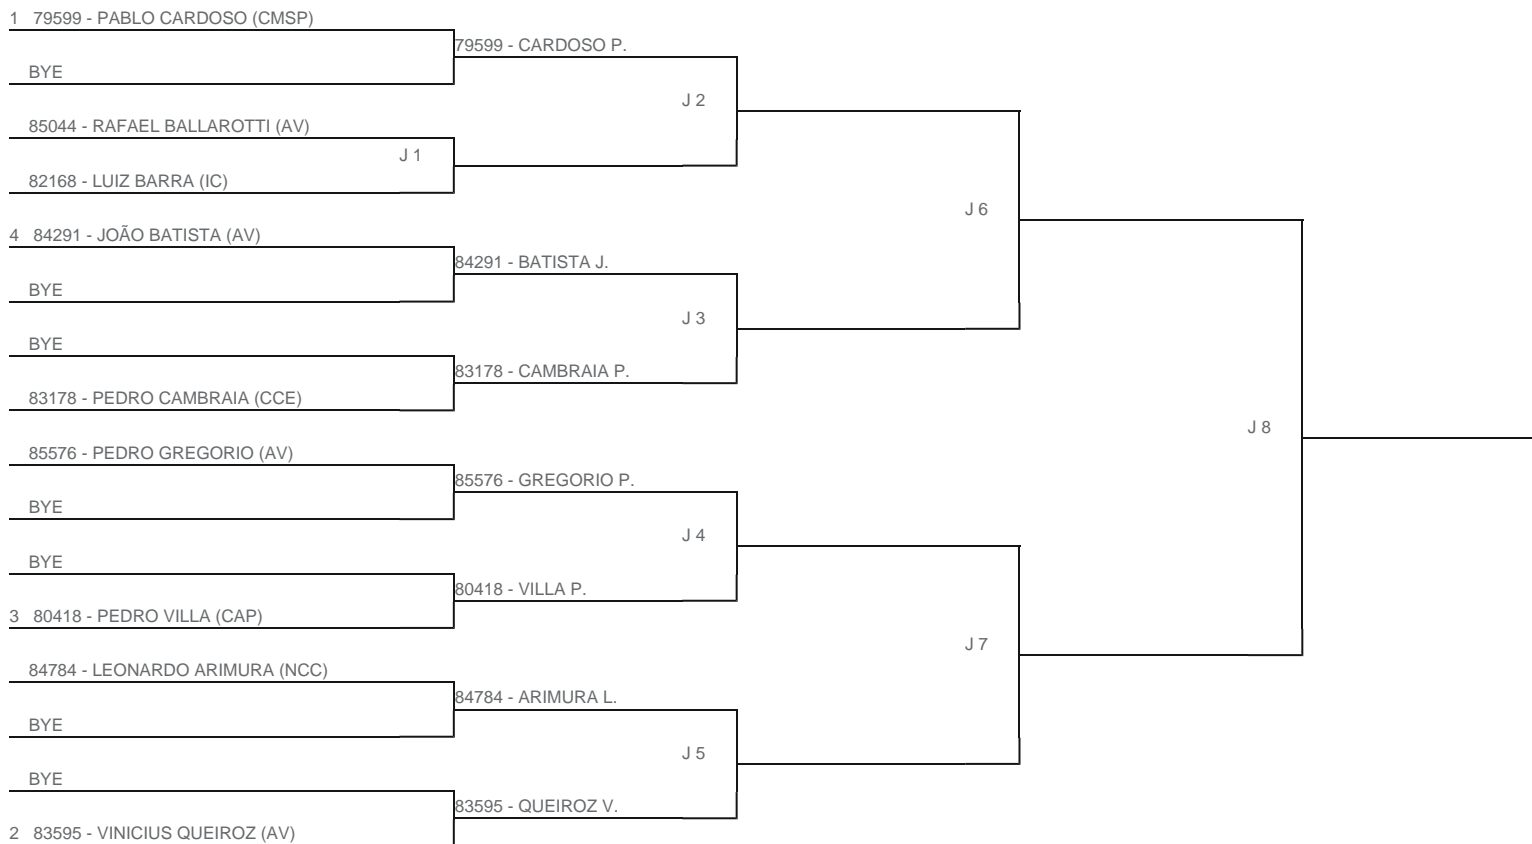 1 79599 - PABLO CARDOSO (CMSP)
79599 - CARDOSO P.
BYE
J 2
85044 - RAFAEL BALLAROTTI (AV)
J 1
82168 - LUIZ BARRA (IC)
J 6
4 84291 - JOÃO BATISTA (AV)
84291 - BATISTA J.
BYE
J 3
BYE
83178 - CAMBRAIA P.
83178 - PEDRO CAMBRAIA (CCE)
J 8
85576 - PEDRO GREGORIO (AV)
85576 - GREGORIO P.
BYE
J 4
BYE
80418 - VILLA P.
3 80418 - PEDRO VILLA (CAP)
J 7
84784 - LEONARDO ARIMURA (NCC)
84784 - ARIMURA L.
BYE
J 5
BYE
83595 - QUEIROZ V.
2 83595 - VINICIUS QUEIROZ (AV)